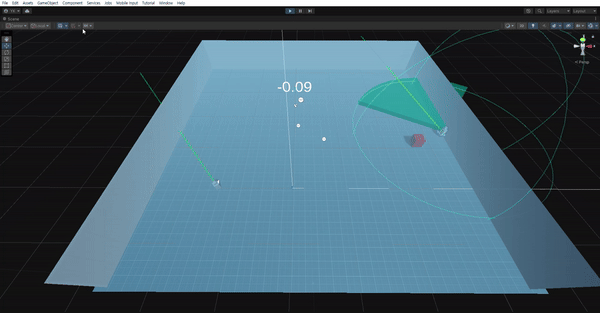 File Edit Assets GameObject Component Services Jobs Mobile Input Tutorial Window Help
Scene
Layers Layout
-0.09
Persp